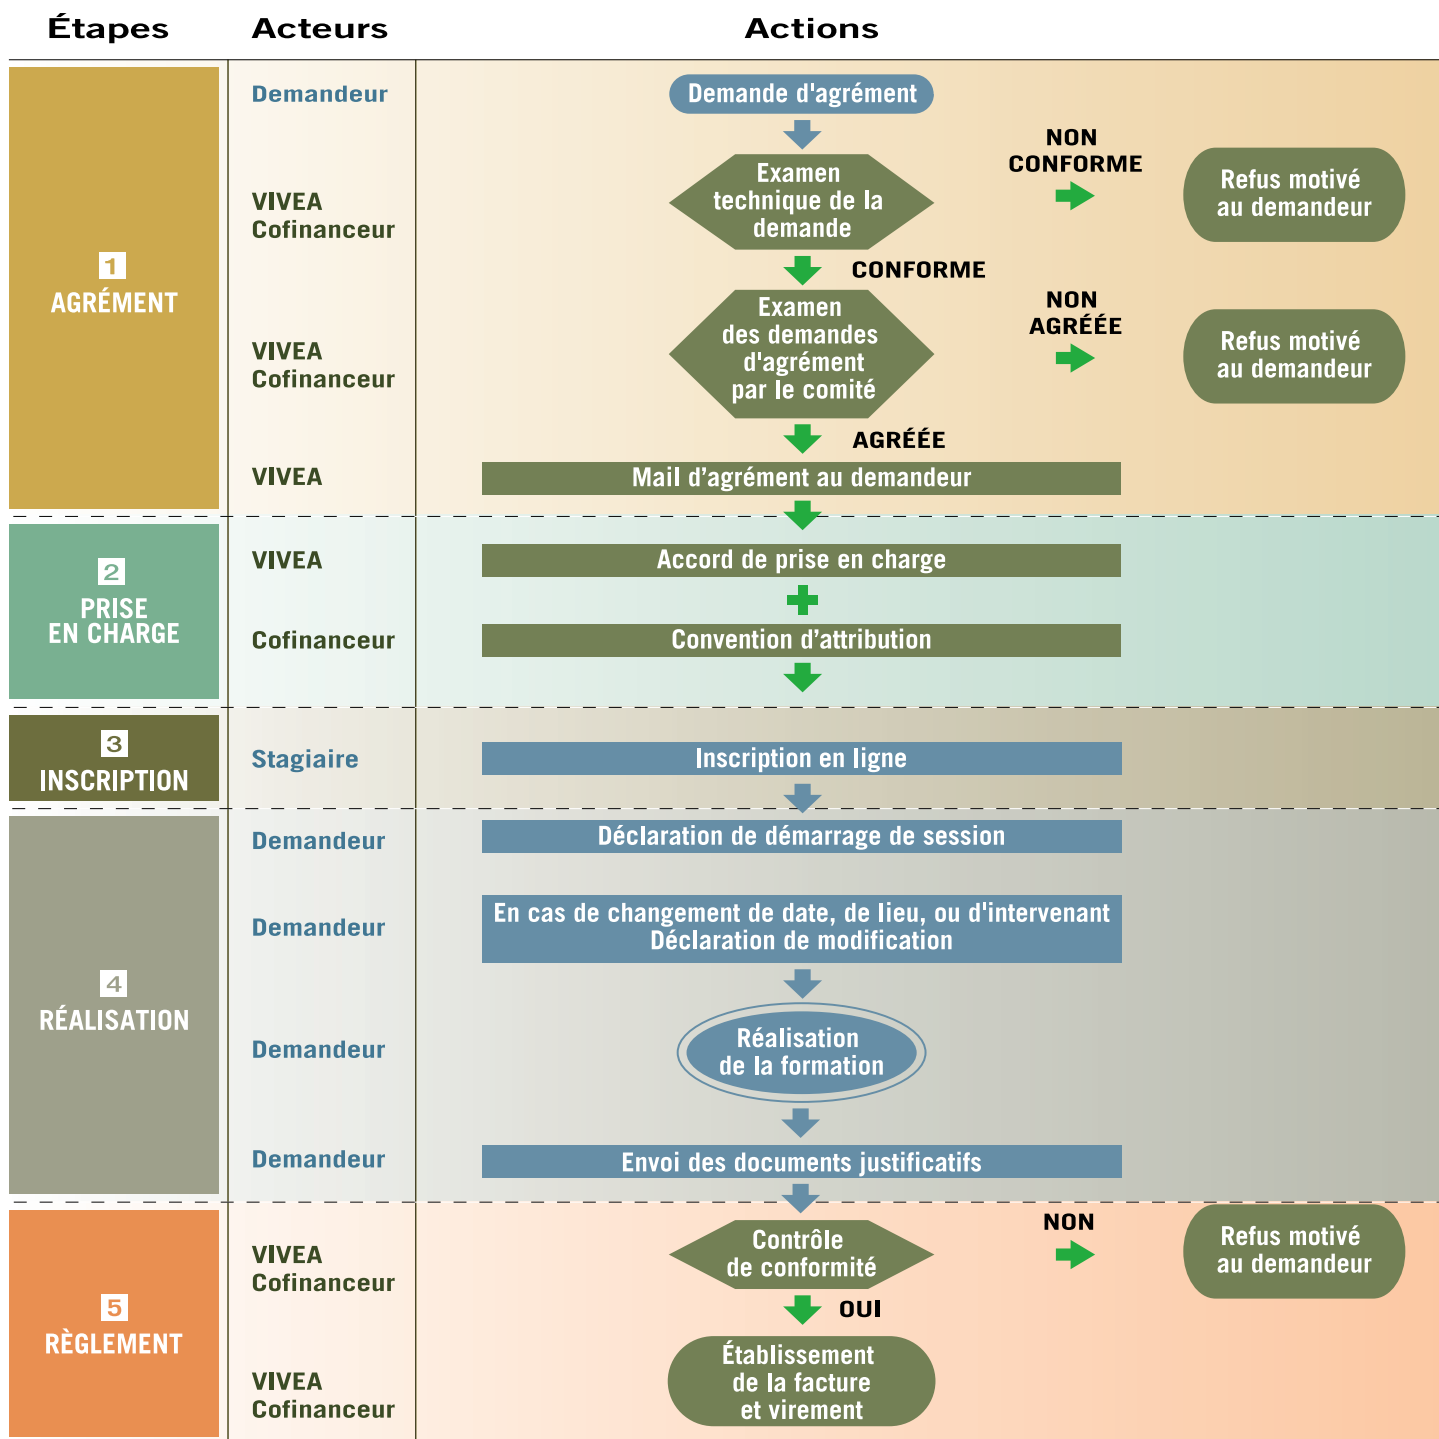 Étapes
Acteurs
Actions
1
AGRÉMENT
Demandeur
Demande d'agrément
VIVEA
Cofinanceur
Examen
technique de la
demande
NON
CONFORME
Refus motivé
au demandeur
CONFORME
VIVEA
Cofinanceur
Examen
des demandes
d'agrément
par le comité
NON
AGRÉÉE
Refus motivé
au demandeur
AGRÉÉE
VIVEA
Mail d’agrément au demandeur
2
PRISE
EN CHARGE
VIVEA
Accord de prise en charge
Cofinanceur
Convention d’attribution
3
INSCRIPTION
Stagiaire
Inscription en ligne
4
RÉALISATION
Demandeur
Déclaration de démarrage de session
Demandeur
En cas de changement de date, de lieu, ou d'intervenant
Déclaration de modification
Demandeur
Réalisation
de la formation
Demandeur
Envoi des documents justificatifs
5
RÈGLEMENT
VIVEA
Cofinanceur
Contrôle
de conformité
NON
Refus motivé
au demandeur
OUI
VIVEA
Cofinanceur
Établissement
de la facture
et virement